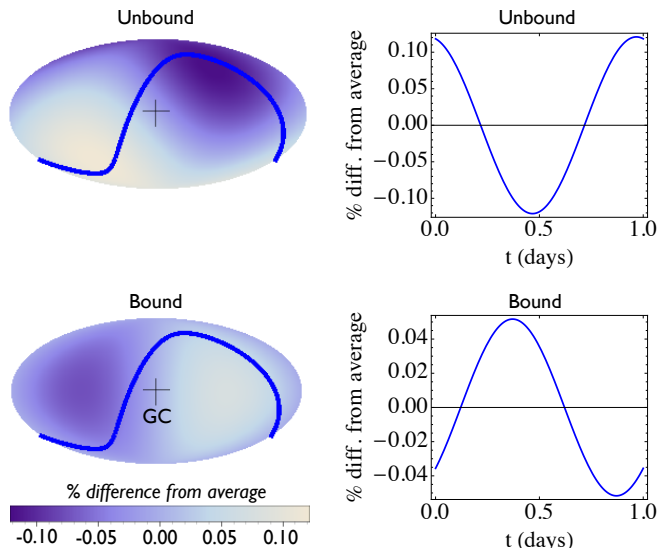 Unbound
Unbound
% diff. from average
0.10
0.05
0.00
−0.05
−0.10
0.0
0.5
1.0
t (days)
Bound
GC
Bound
% diff. from average
0.04
0.02
0.00
−0.02
−0.04
0.0
0.5
1.0
t (days)
% difference from average
-0.10 -0.05 0.00 0.05 0.10